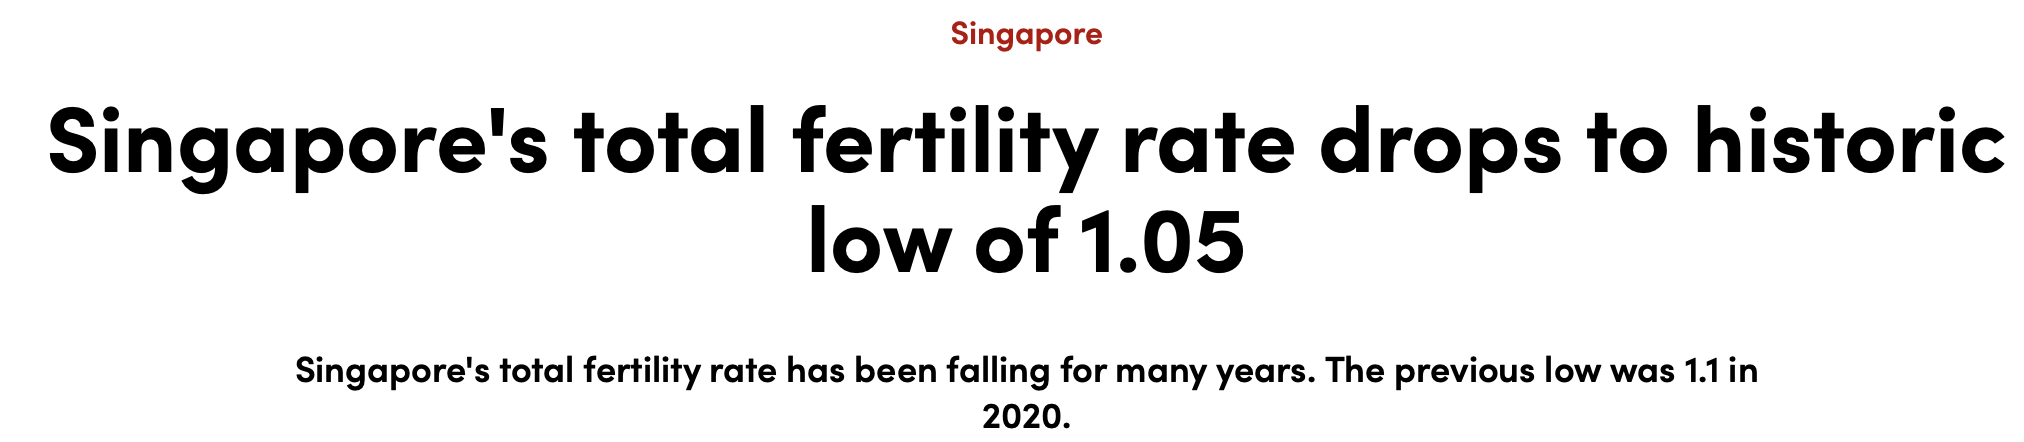 Singapore
Singapore's total fertility rate drops to historic
low of 1.05
Singapore's total fertility rate has been falling for many years. The previous low was 1.1 in
2020.